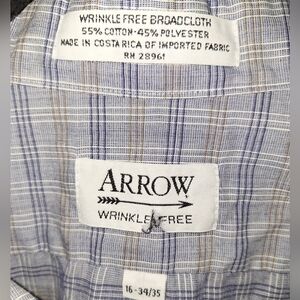 WRINKLE FREE BROADCLOTH
55% COTTON-45% POLYESTER
MADE IN COSTA RICA OF IMPORTED FABRIC
RN 28961
ARROW
WRINKLE FREE
16-34/35